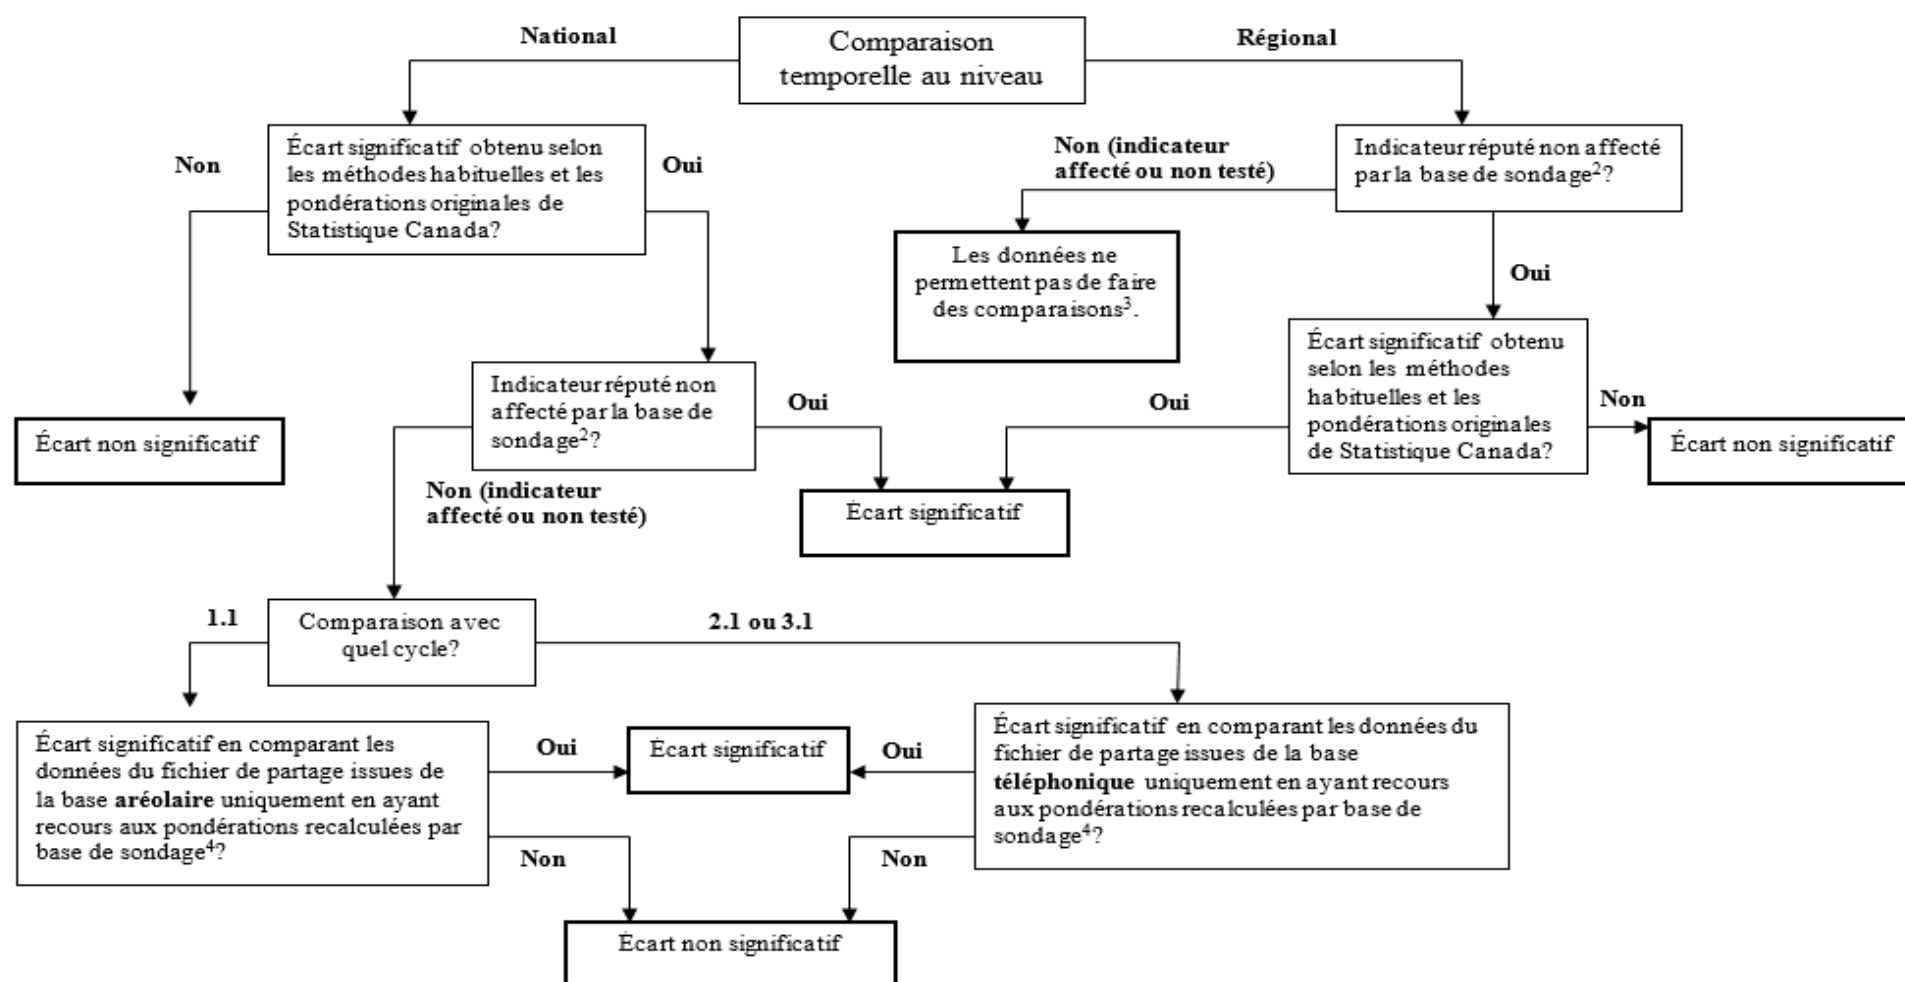 National
Comparaison
temporelle au niveau
Régional
Non
Écart significatif obtenu selon
les méthodes habituelles et les
pondérations originales de
Statistique Canada?
Oui
Non (indicateur
affecté ou non testé)
Indicateur réputé non affecté
par la base de sondage²?
Les données ne
permettent pas de faire
des comparaisons³.
Oui
Écart non significatif
Indicateur réputé non
affecté par la base de
sondage²?
Oui
Oui
Écart significatif obtenu
selon les méthodes
habituelles et les
pondérations originales
de Statistique Canada?
Non
Écart non significatif
Non (indicateur
affecté ou non testé)
Écart significatif
1.1
Comparaison avec
quel cycle?
2.1 ou 3.1
Écart significatif en comparant les
données du fichier de partage issues de
la base aréolaire uniquement en ayant
recours aux pondérations recalculées par
base de sondage⁴?
Oui
Écart significatif
Oui
Écart significatif en comparant les données du
fichier de partage issues de la base
téléphonique uniquement en ayant recours
aux pondérations recalculées par base de
sondage⁴?
Non
Non
Écart non significatif